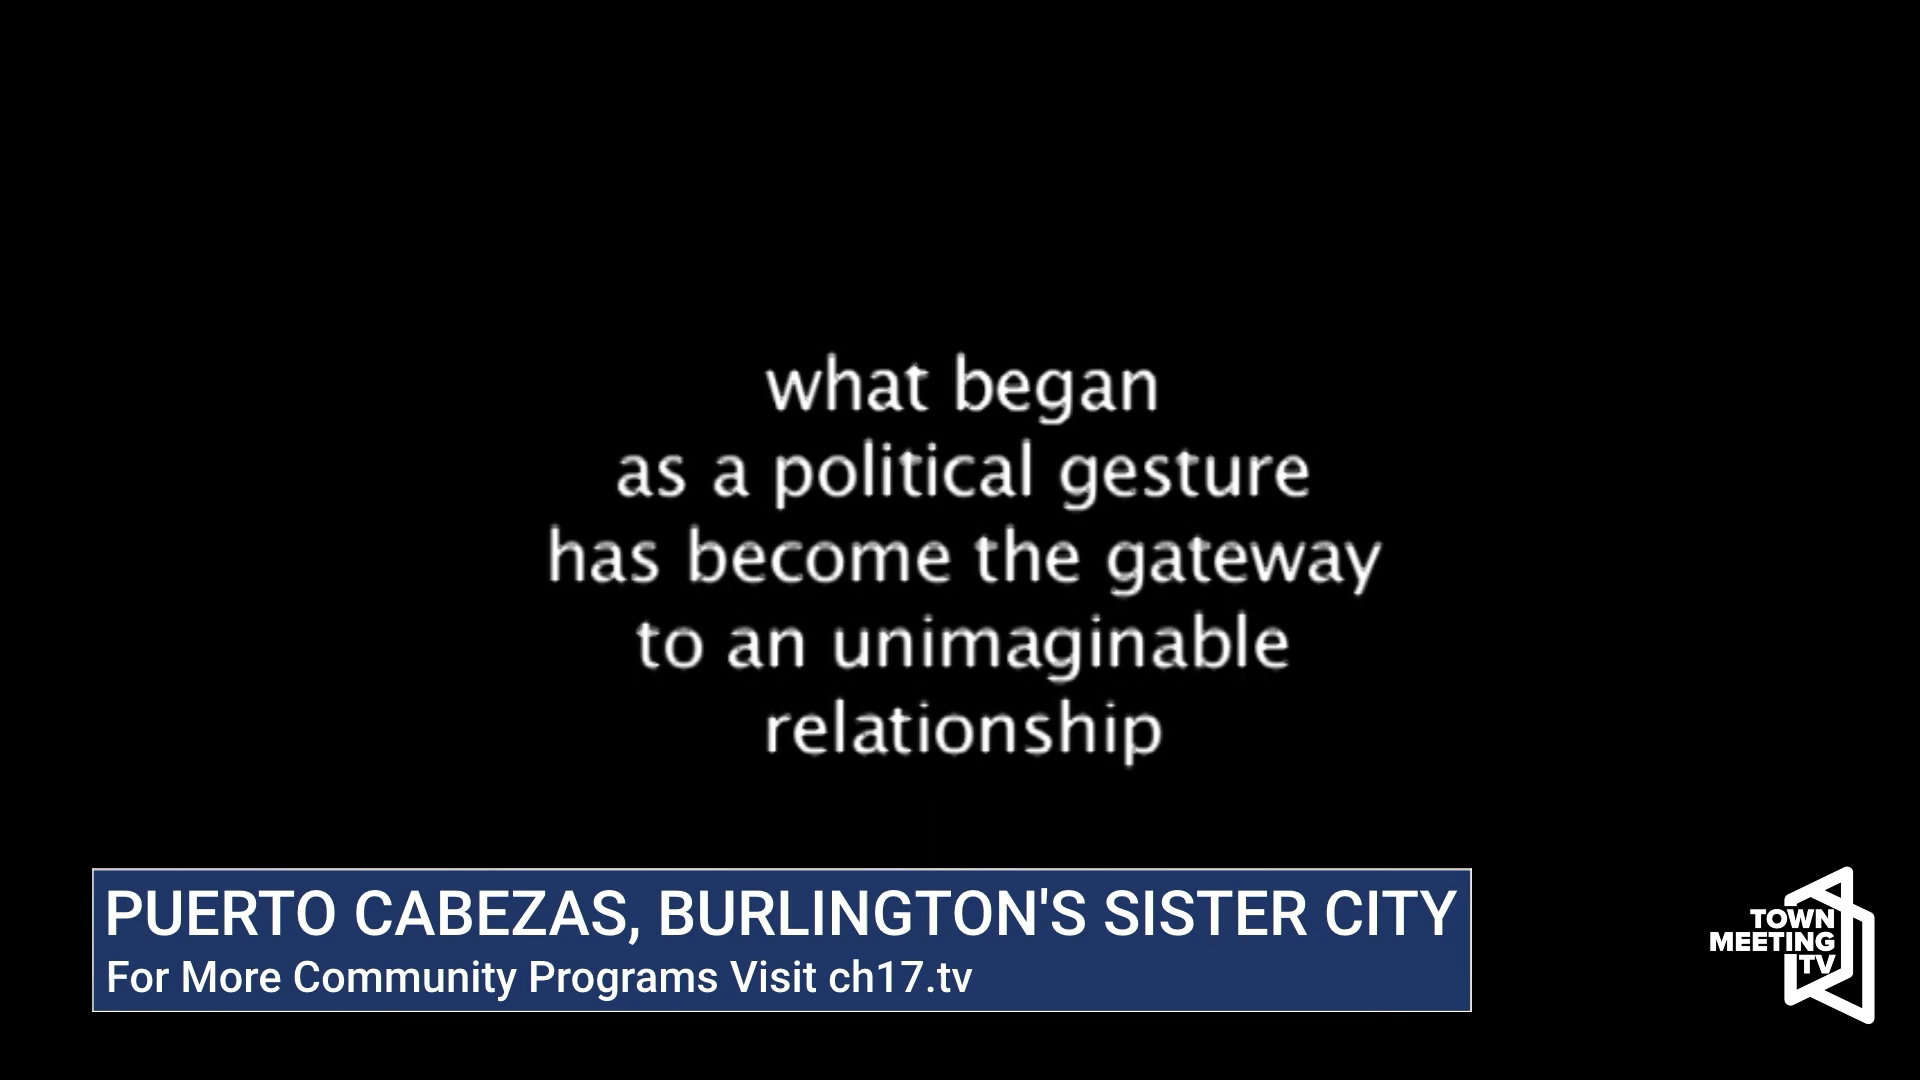 what began
as a political gesture
has become the gateway
to an unimaginable
relationship
PUERTO CABEZAS, BURLINGTON'S SISTER CITY
For More Community Programs Visit ch17.tv
TOWN
MEETING
TV